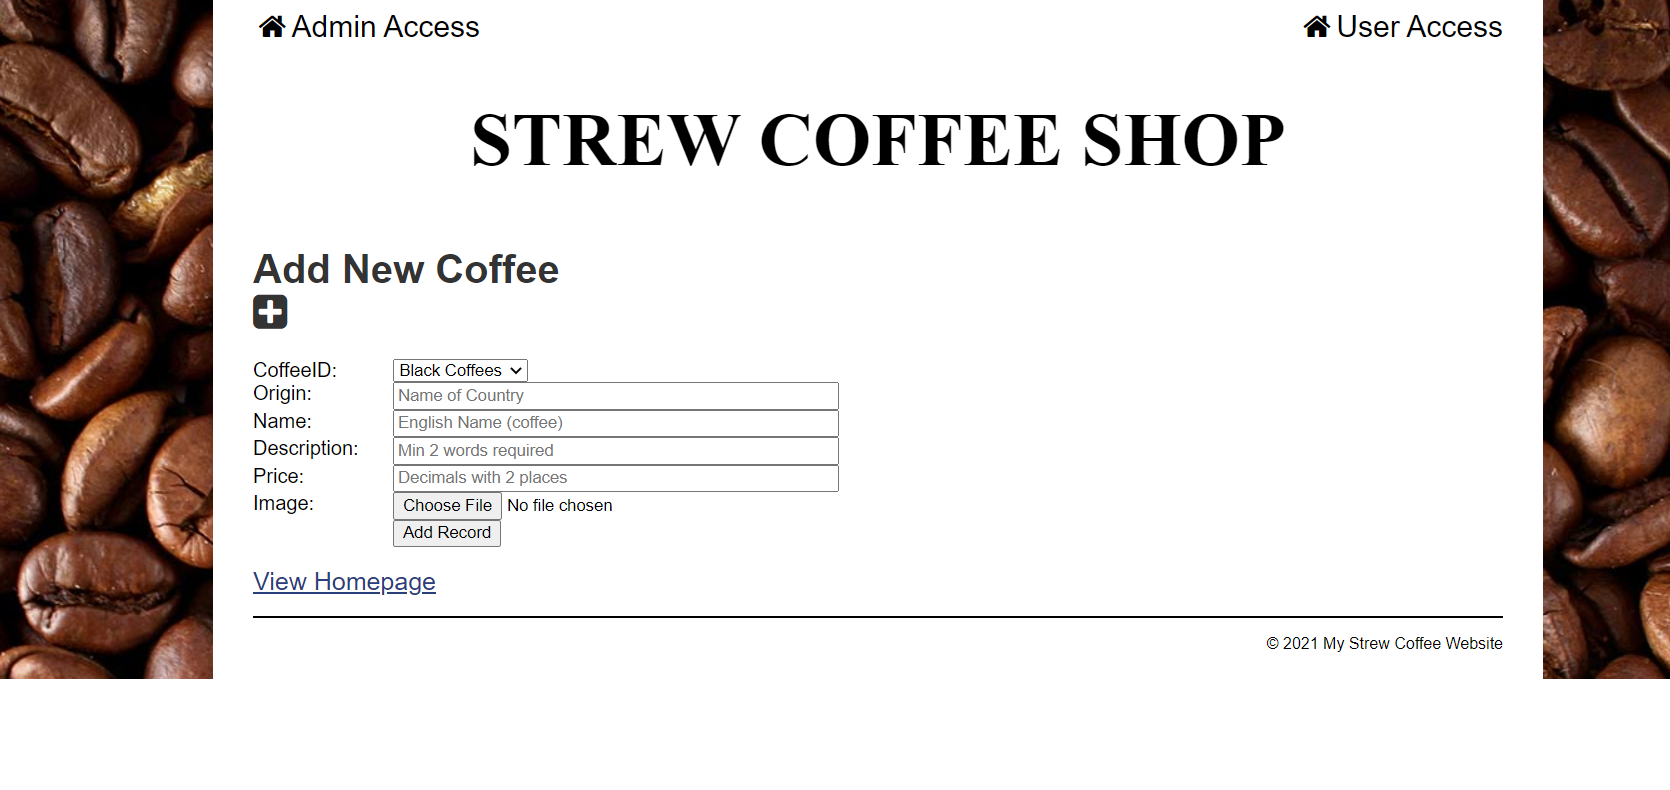 Admin Access User Access
STREW COFFEE SHOP
Add New Coffee
CoffeeID: Black Coffees
Origin: Name of Country
Name: English Name (coffee)
Description: Min 2 words required
Price: Decimals with 2 places
Image: Choose File No file chosen
Add Record
View Homepage
© 2021 My Strew Coffee Website